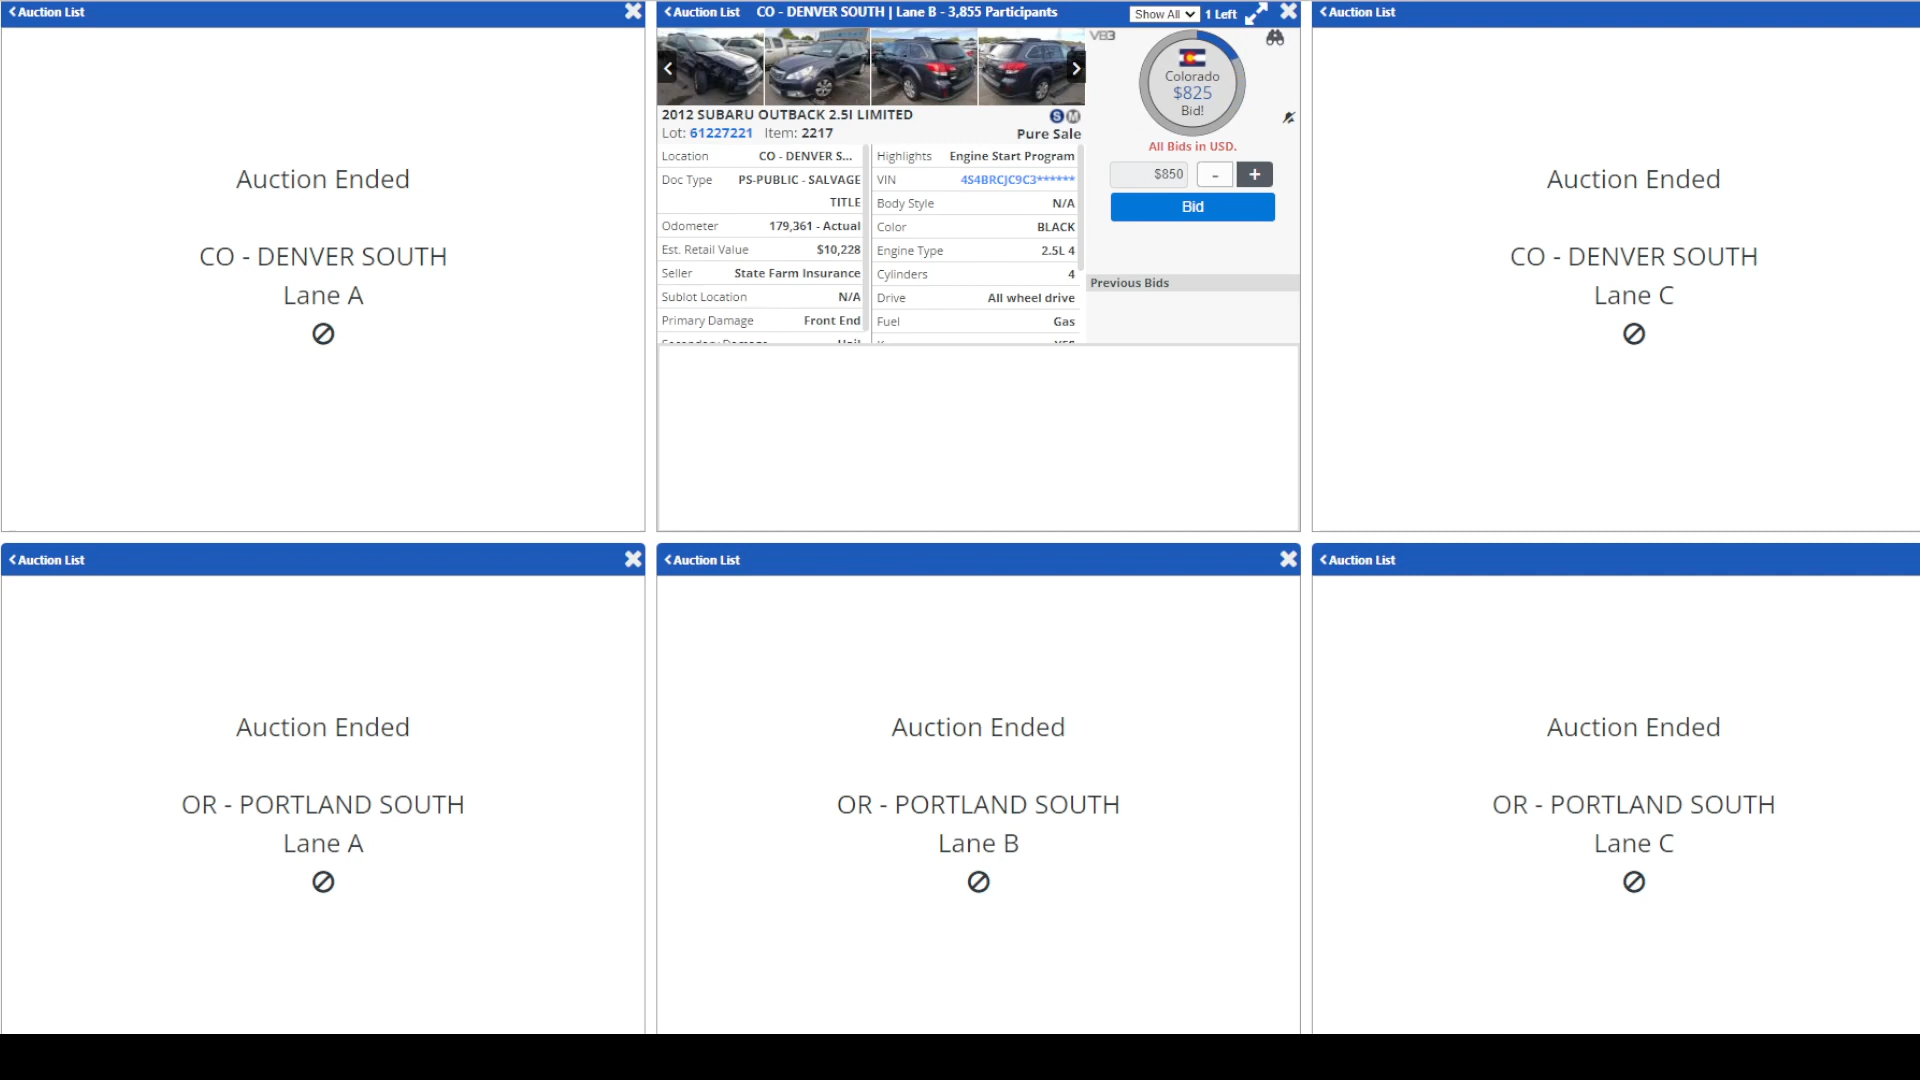 Auction List
Auction Ended
CO - DENVER SOUTH
Lane A
Auction List CO - DENVER SOUTH | Lane B - 3,855 Participants Show All 1 Left
2012 SUBARU OUTBACK 2.5I LIMITED S M
Lot: 61227221 Item: 2217 Pure Sale
Location CO - DENVER S...
Doc Type PS-PUBLIC - SALVAGE
TITLE
Odometer 179,361 - Actual
Est. Retail Value $10,228
Seller State Farm Insurance
Sublot Location N/A
Primary Damage Front End
Secondary Damage Hail
Highlights Engine Start Program
VIN 4S4BRCJC9C3******
Body Style N/A
Color BLACK
Engine Type 2.5L 4
Cylinders 4
Drive All wheel drive
Fuel Gas
YES
VB3
Colorado
$825
Bid!
All Bids in USD.
$850 - +
Bid
Previous Bids
Auction List
Auction Ended
CO - DENVER SOUTH
Lane C
Auction List
Auction Ended
OR - PORTLAND SOUTH
Lane A
Auction List
Auction Ended
OR - PORTLAND SOUTH
Lane B
Auction List
Auction Ended
OR - PORTLAND SOUTH
Lane C